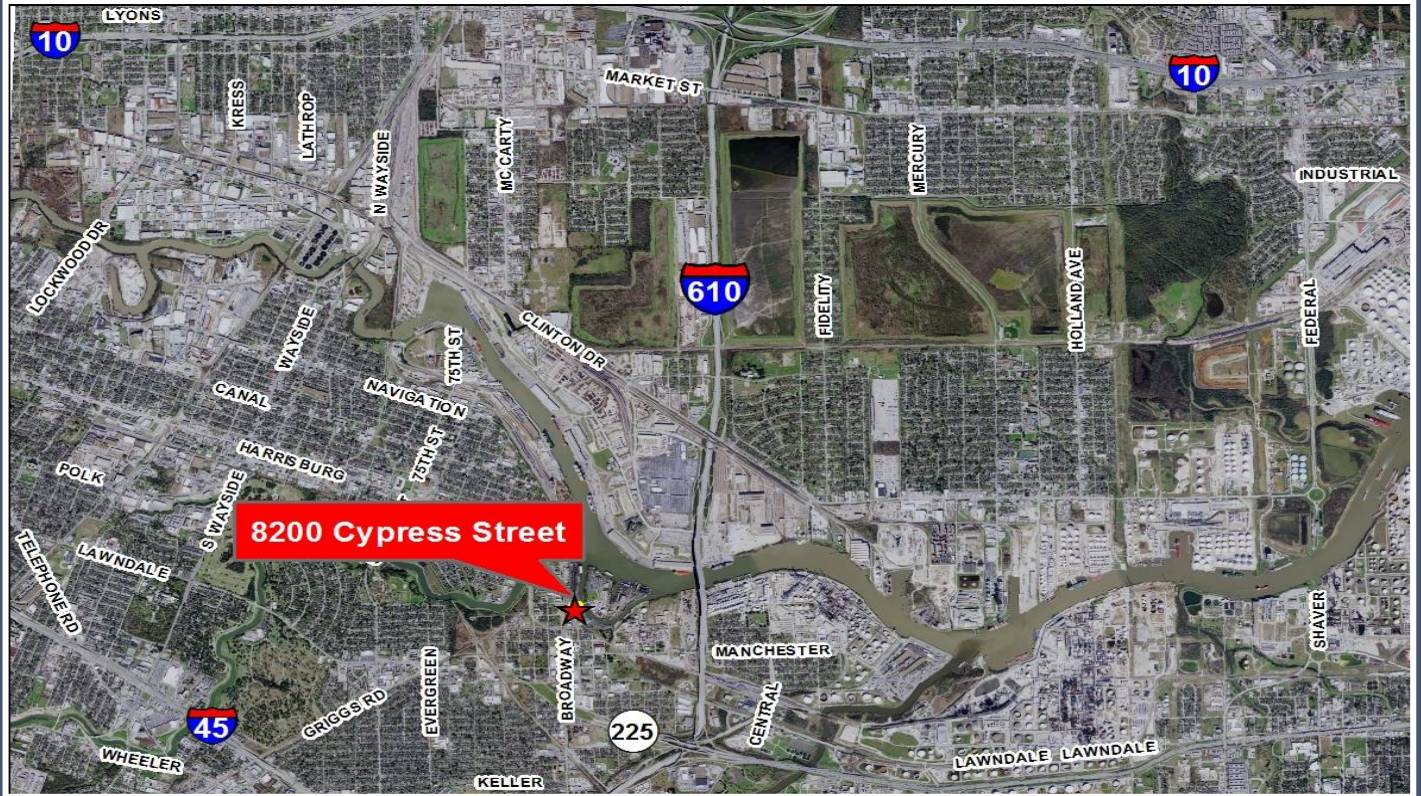 LYONS
10
MARKET ST
10
KRESS
LATHROP
N WAYSIDE
MC CARTY
MERCURY
INDUSTRIAL
LOCKWOOD DR
610
HOLLAND AVE
FIDELITY
FEDERAL
WAYSIDE
75TH ST
CLINTON DR
CANAL
NAVIGATION
HARRISBURG
75TH ST
POLK
S WAYSIDE
8200 Cypress Street
TELEPHONE RD
LAWNDALE
BROADWAY
MANCHESTER
SHAVER
EVERGREEN
GRIGGS RD
CENTRAL
45
225
WHEELER
LAWNDALE LAWNDALE
KELLER